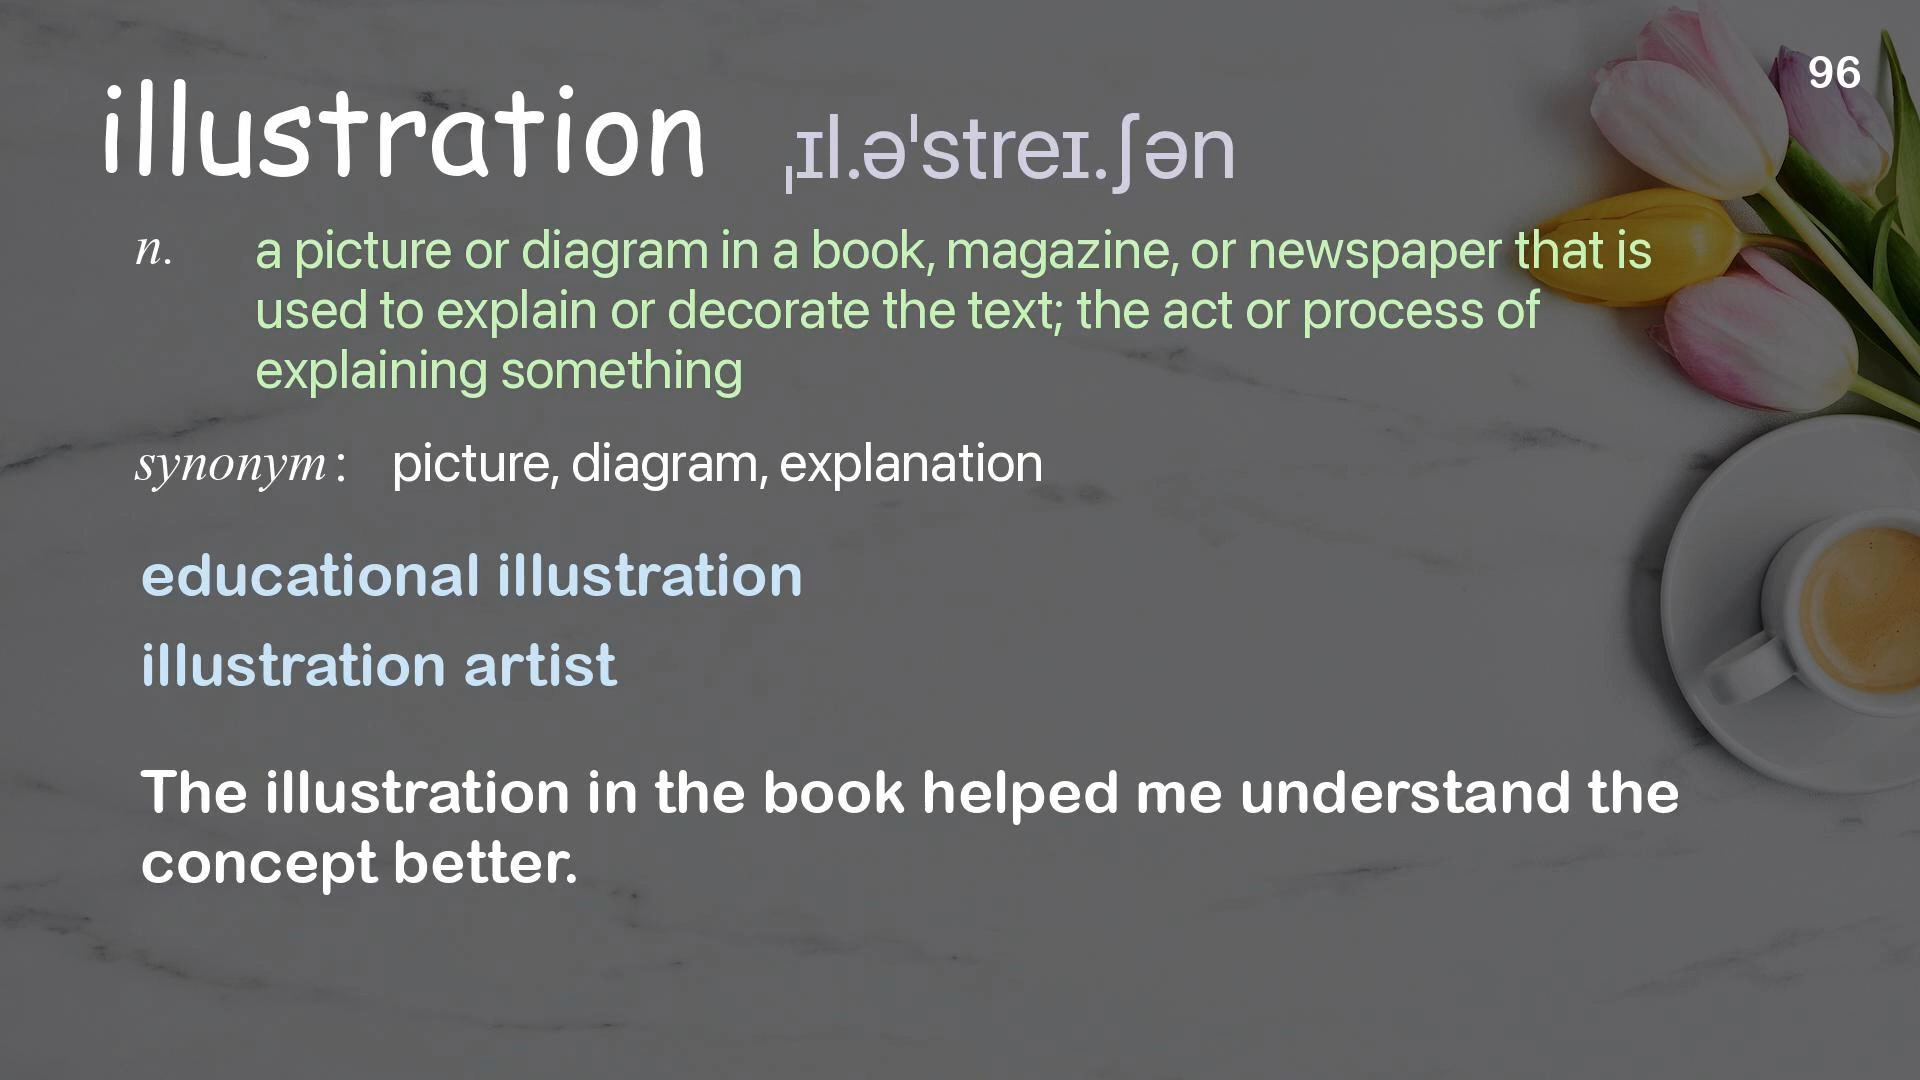 96
illustration ˌɪl.əˈstreɪ.ʃən
n. a picture or diagram in a book, magazine, or newspaper that is
used to explain or decorate the text; the act or process of
explaining something
synonym: picture, diagram, explanation
educational illustration
illustration artist
The illustration in the book helped me understand the
concept better.